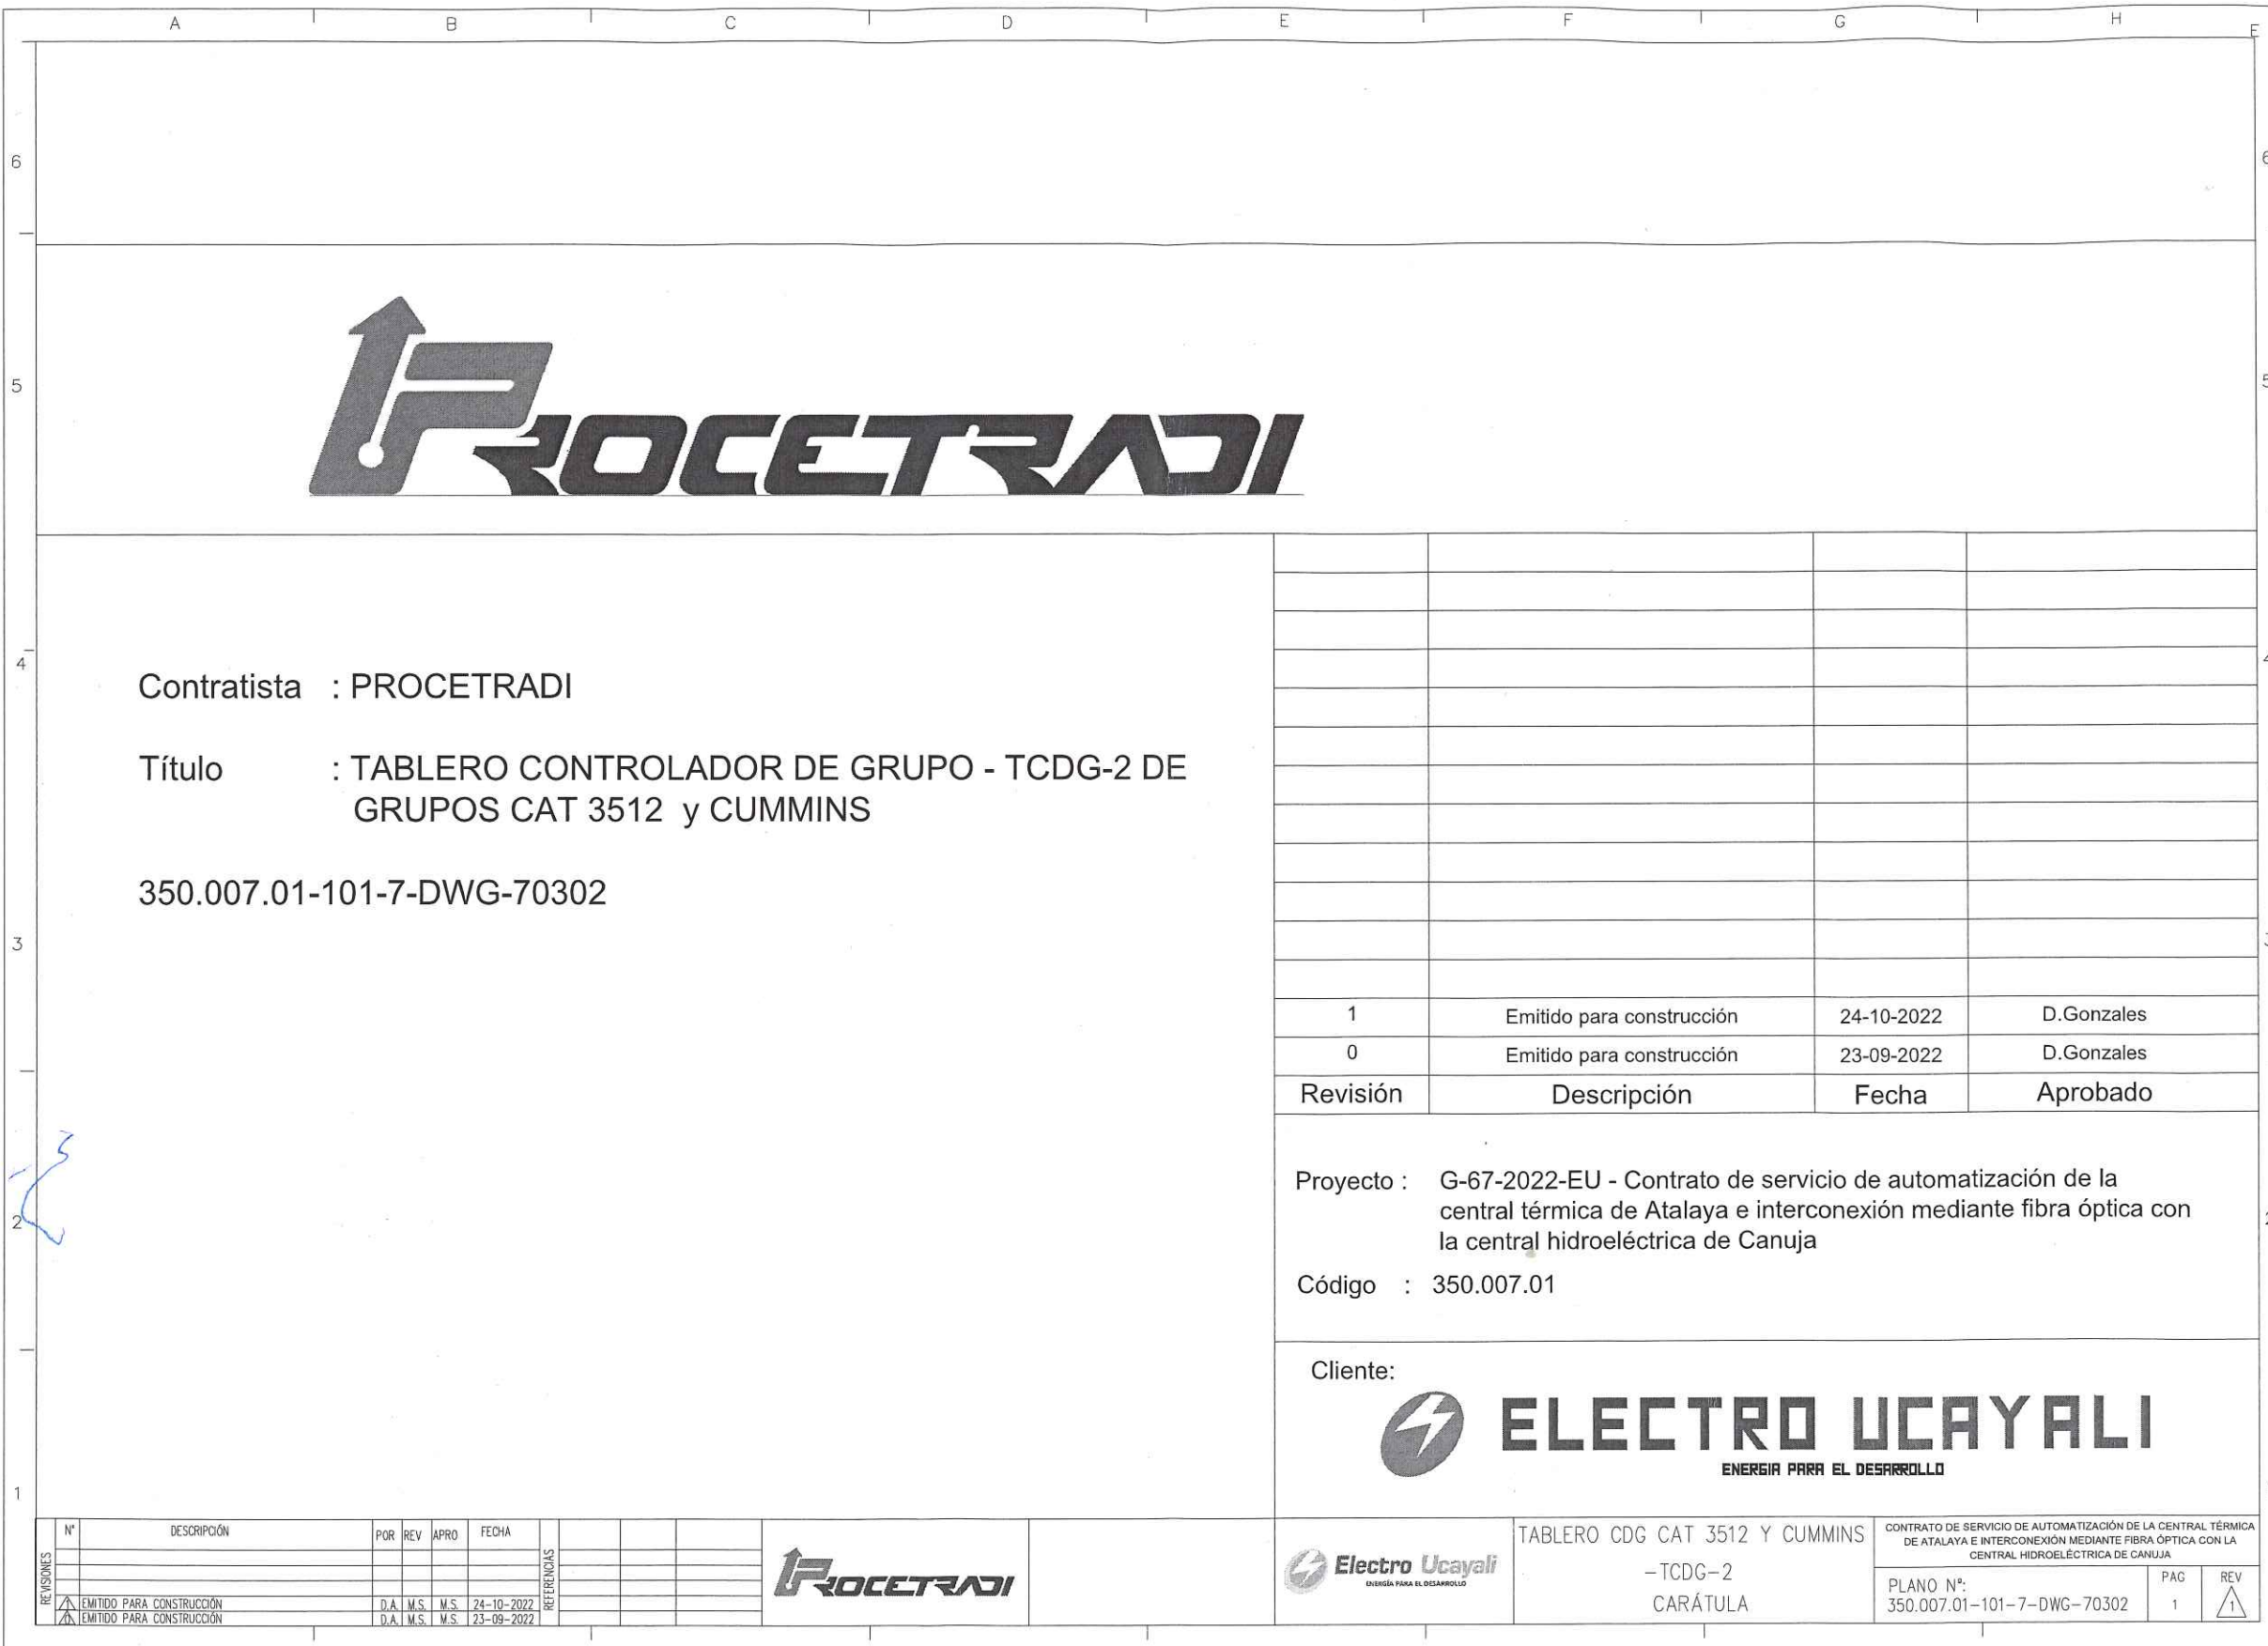 A B C D E F G H
6
5
4
3
2
1
PROCETRADI
Contratista : PROCETRADI
Título : TABLERO CONTROLADOR DE GRUPO - TCDG-2 DE
GRUPOS CAT 3512 y CUMMINS
350.007.01-101-7-DWG-70302
1 Emitido para construcción 24-10-2022 D.Gonzales
0 Emitido para construcción 23-09-2022 D.Gonzales
Revisión Descripción Fecha Aprobado
Proyecto : G-67-2022-EU - Contrato de servicio de automatización de la
central térmica de Atalaya e interconexión mediante fibra óptica con
la central hidroeléctrica de Canuja
Código : 350.007.01
Cliente:
ELECTRO UCAYALI
ENERGIA PARA EL DESARROLLO
REVISIONES
N° DESCRIPCIÓN POR REV APRO FECHA
EMITIDO PARA CONSTRUCCIÓN D.A. M.S. M.S. 24-10-2022
EMITIDO PARA CONSTRUCCIÓN D.A. M.S. M.S. 23-09-2022
REFERENCIAS
PROCETRADI
Electro Ucayali
ENERGÍA PARA EL DESARROLLO
TABLERO CDG CAT 3512 Y CUMMINS
-TCDG-2
CARÁTULA
CONTRATO DE SERVICIO DE AUTOMATIZACIÓN DE LA CENTRAL TÉRMICA
DE ATALAYA E INTERCONEXIÓN MEDIANTE FIBRA ÓPTICA CON LA
CENTRAL HIDROELÉCTRICA DE CANUJA
PLANO Nº:
350.007.01-101-7-DWG-70302
PAG
1
REV
1